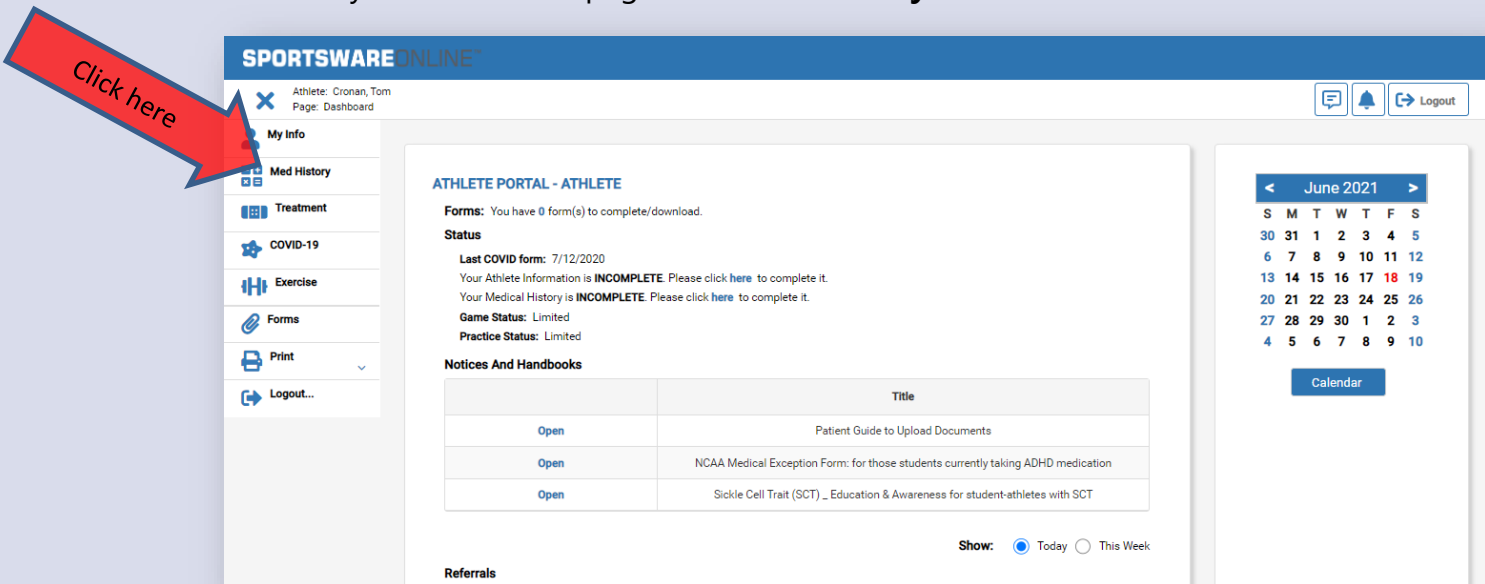 Click here
SPORTSWAREONLINE™
Athlete: Cronan, Tom
Page: Dashboard
Logout
My Info
Med History
Treatment
COVID-19
Exercise
Forms
Print
Logout...
ATHLETE PORTAL - ATHLETE
Forms: You have 0 form(s) to complete/download.
Status
Last COVID form: 7/12/2020
Your Athlete Information is INCOMPLETE. Please click here to complete it.
Your Medical History is INCOMPLETE. Please click here to complete it.
Game Status: Limited
Practice Status: Limited
Notices And Handbooks
Title
Open Patient Guide to Upload Documents
Open NCAA Medical Exception Form: for those students currently taking ADHD medication
Open Sickle Cell Trait (SCT) _ Education & Awareness for student-athletes with SCT
Show: Today This Week
Referrals
< June 2021 >
S M T W T F S
30 31 1 2 3 4 5
6 7 8 9 10 11 12
13 14 15 16 17 18 19
20 21 22 23 24 25 26
27 28 29 30 1 2 3
4 5 6 7 8 9 10
Calendar